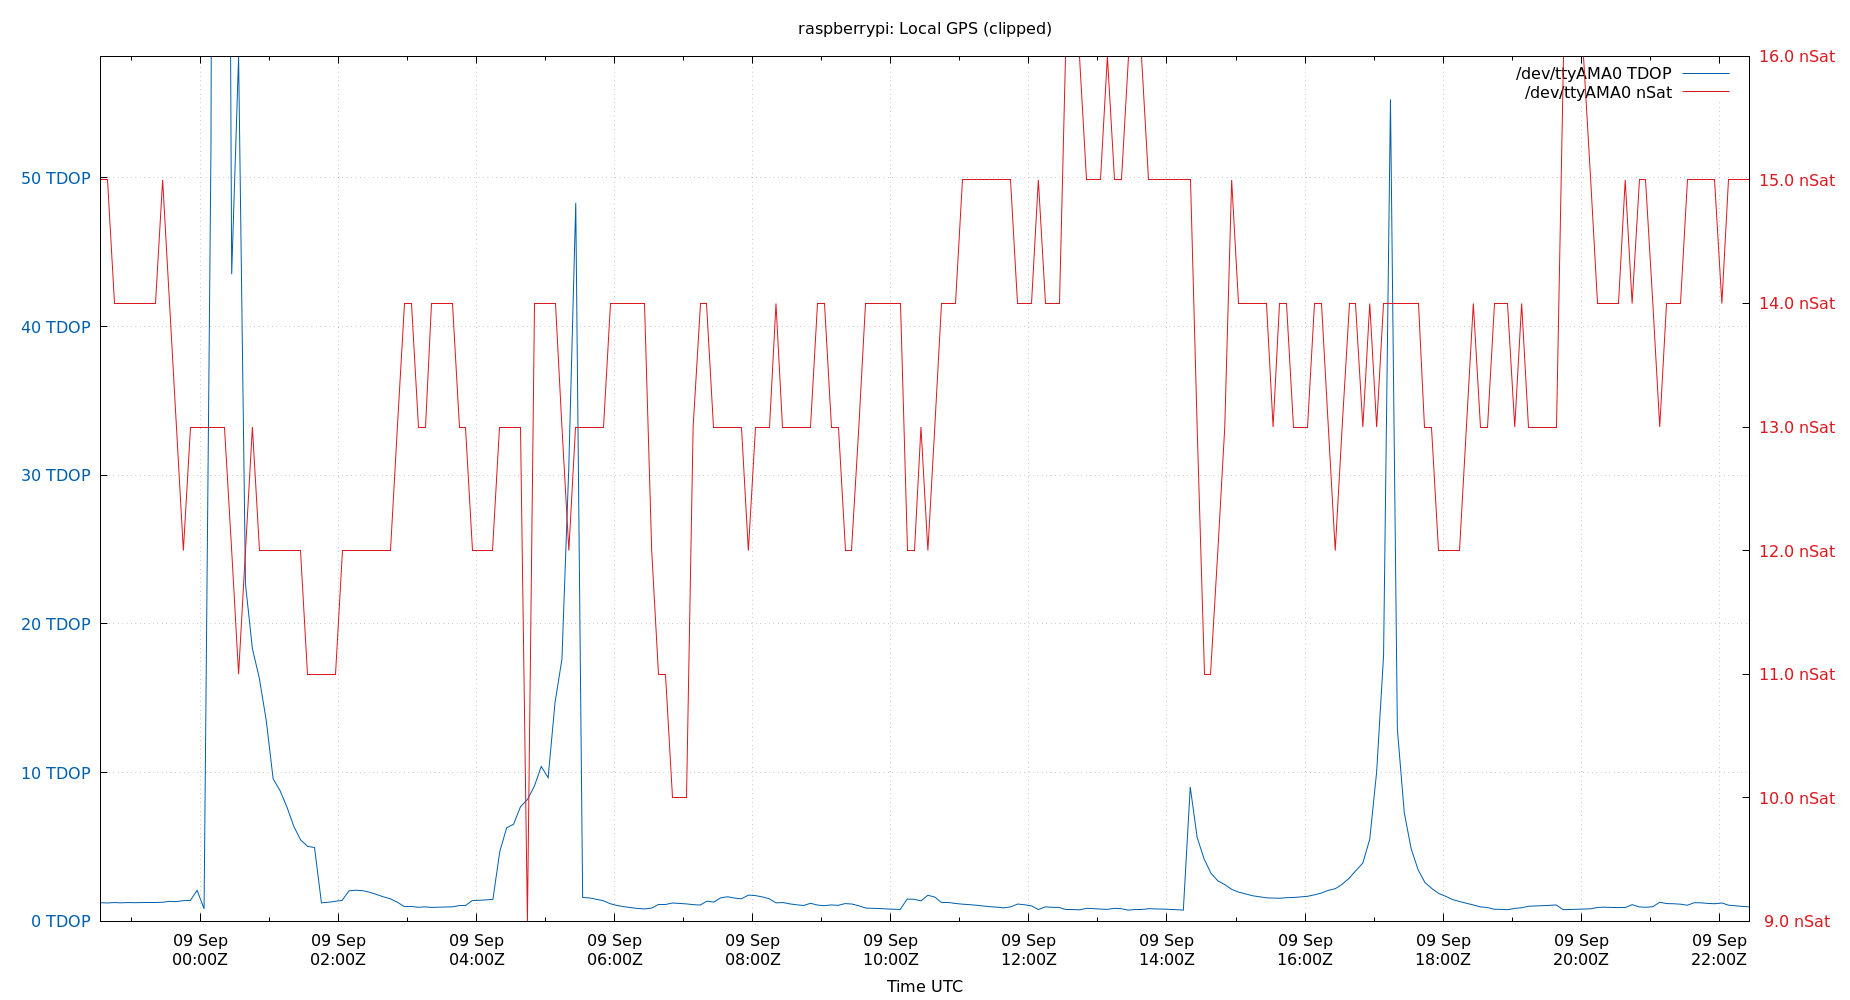 raspberrypi: Local GPS (clipped)
/dev/ttyAMA0 TDOP
/dev/ttyAMA0 nSat
50 TDOP
40 TDOP
30 TDOP
20 TDOP
10 TDOP
0 TDOP
16.0 nSat
15.0 nSat
14.0 nSat
13.0 nSat
12.0 nSat
11.0 nSat
10.0 nSat
9.0 nSat
09 Sep 09 Sep 09 Sep 09 Sep 09 Sep 09 Sep 09 Sep 09 Sep 09 Sep 09 Sep 09 Sep 09 Sep
00:00Z 02:00Z 04:00Z 06:00Z 08:00Z 10:00Z 12:00Z 14:00Z 16:00Z 18:00Z 20:00Z 22:00Z
Time UTC